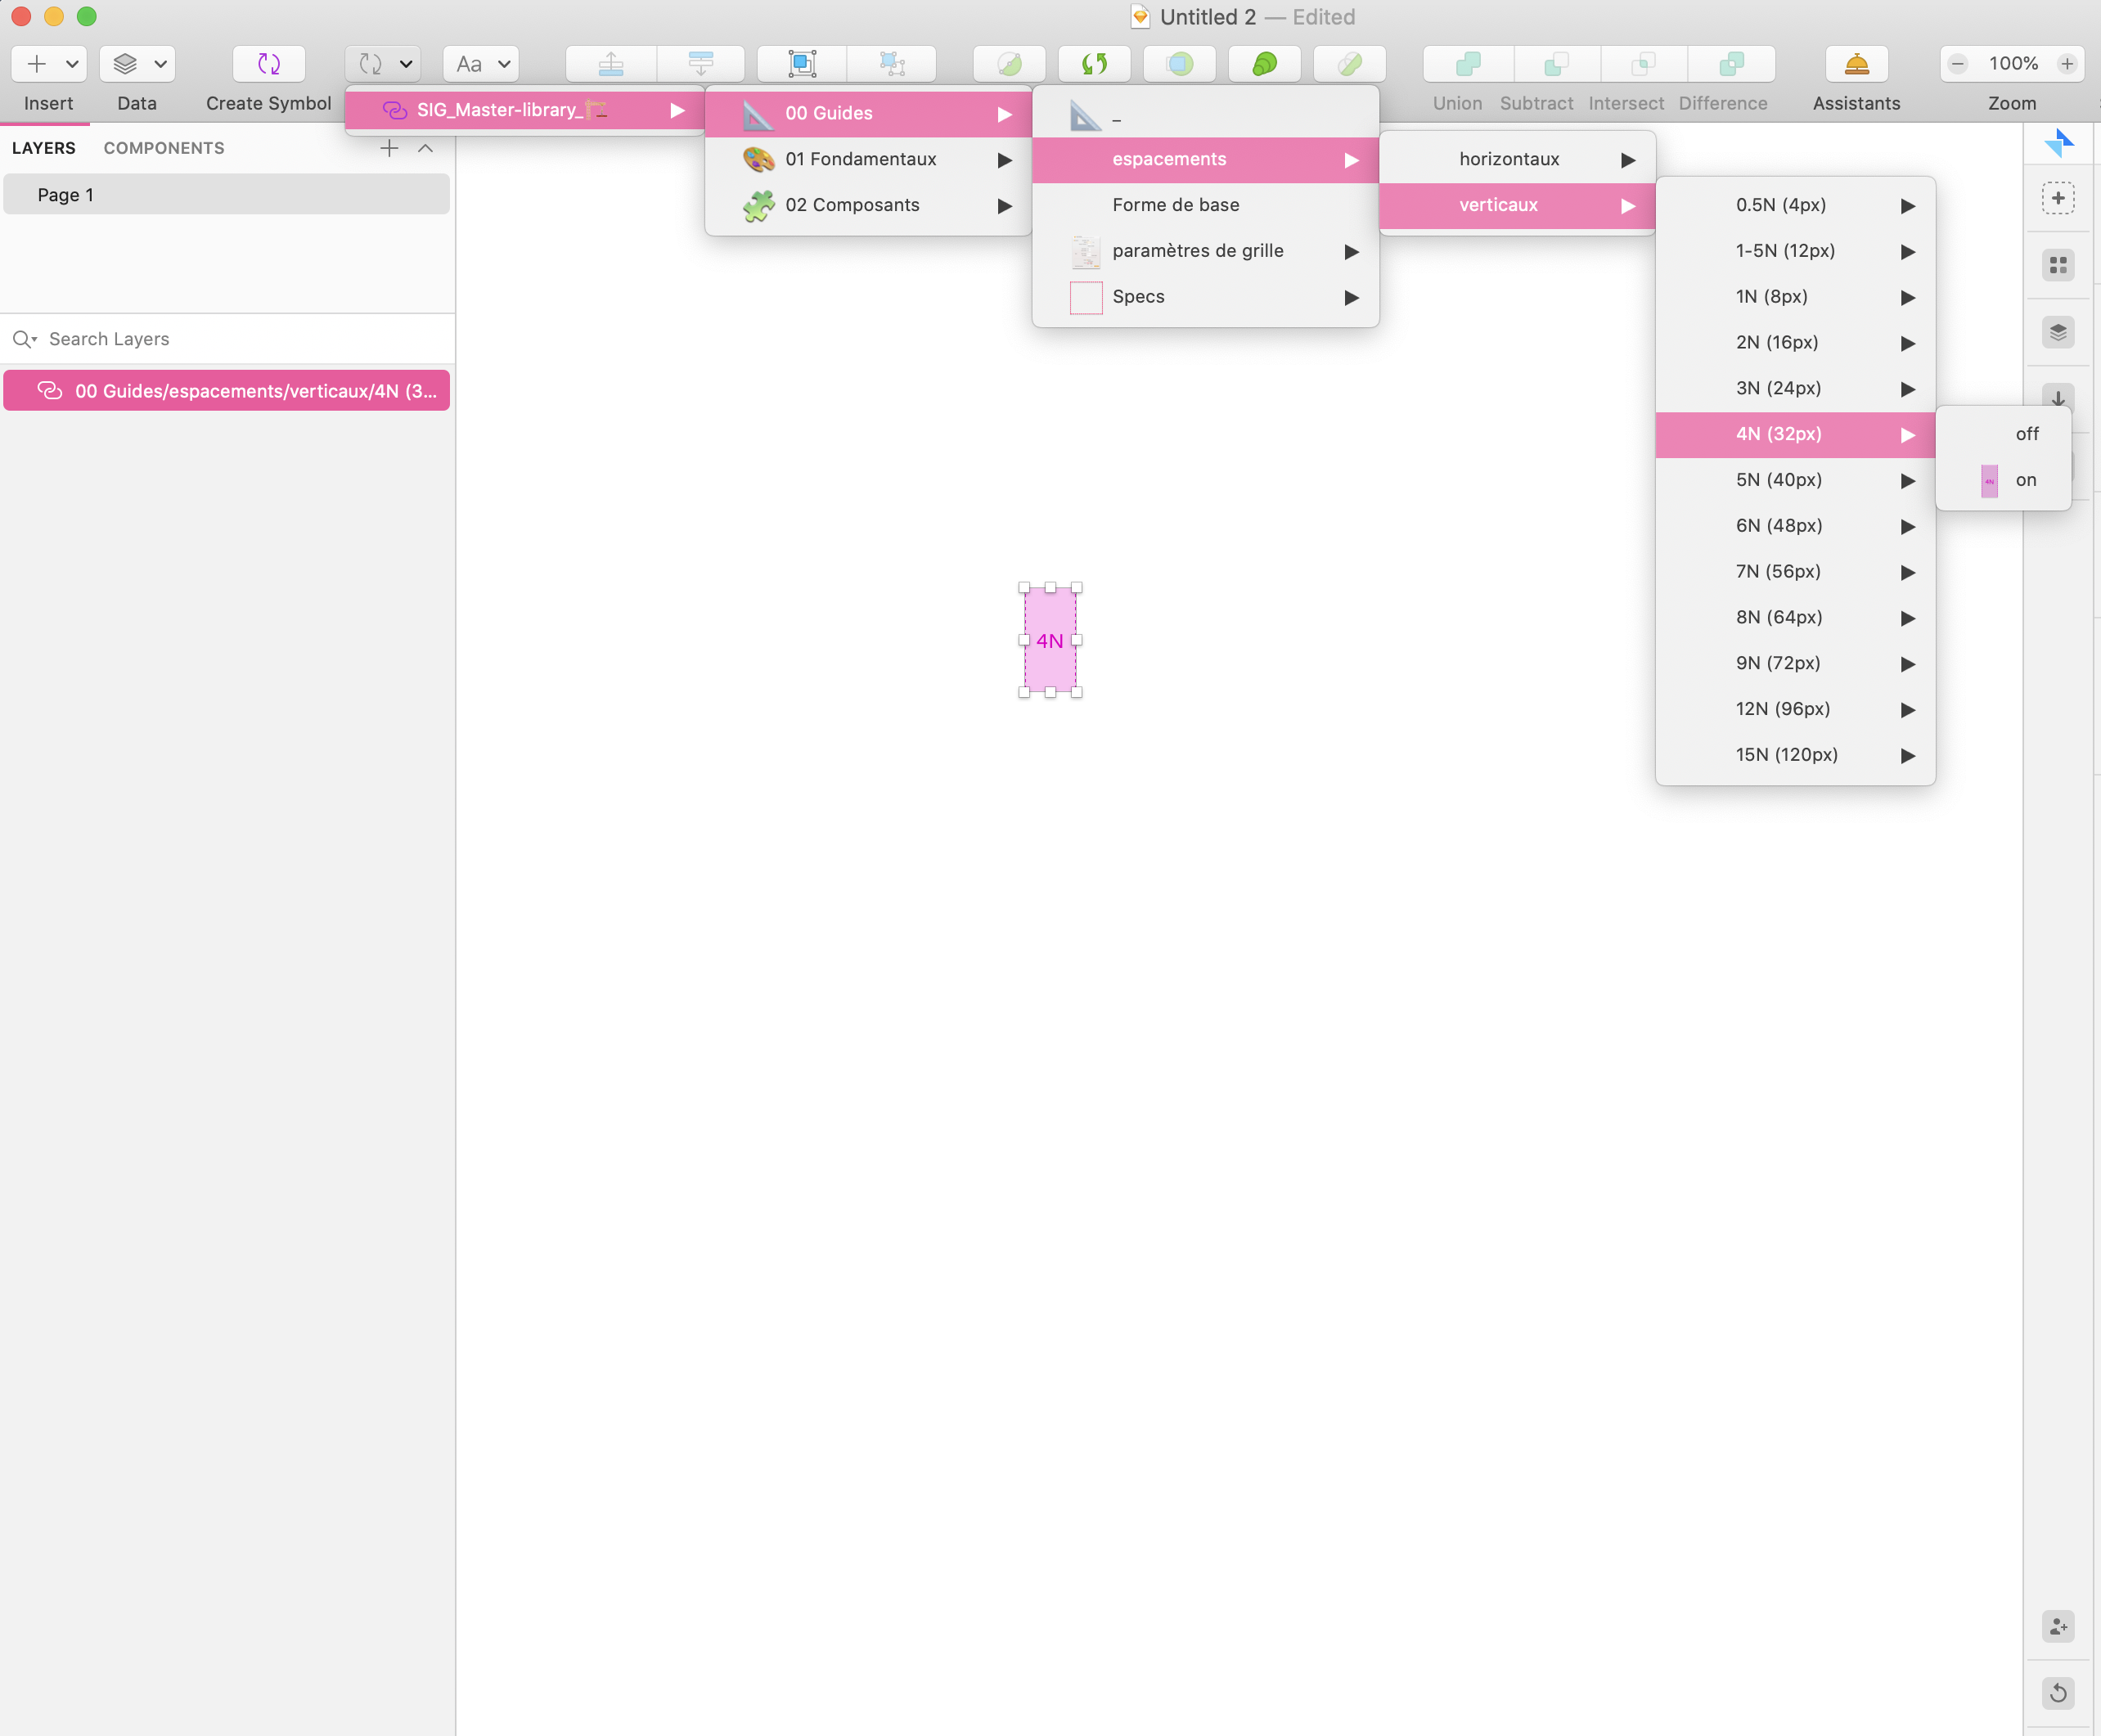 Untitled 2 — Edited
Aa
100%
Insert
Data
Create Symbol
Union
Subtract
Intersect
Difference
Assistants
Zoom
LAYERS
COMPONENTS
Page 1
Search Layers
00 Guides/espacements/verticaux/4N (3...
SIG_Master-library_
00 Guides
01 Fondamentaux
02 Composants
_
espacements
Forme de base
paramètres de grille
Specs
horizontaux
verticaux
0.5N (4px)
1-5N (12px)
1N (8px)
2N (16px)
3N (24px)
4N (32px)
5N (40px)
6N (48px)
7N (56px)
8N (64px)
9N (72px)
12N (96px)
15N (120px)
off
4N
on
4N